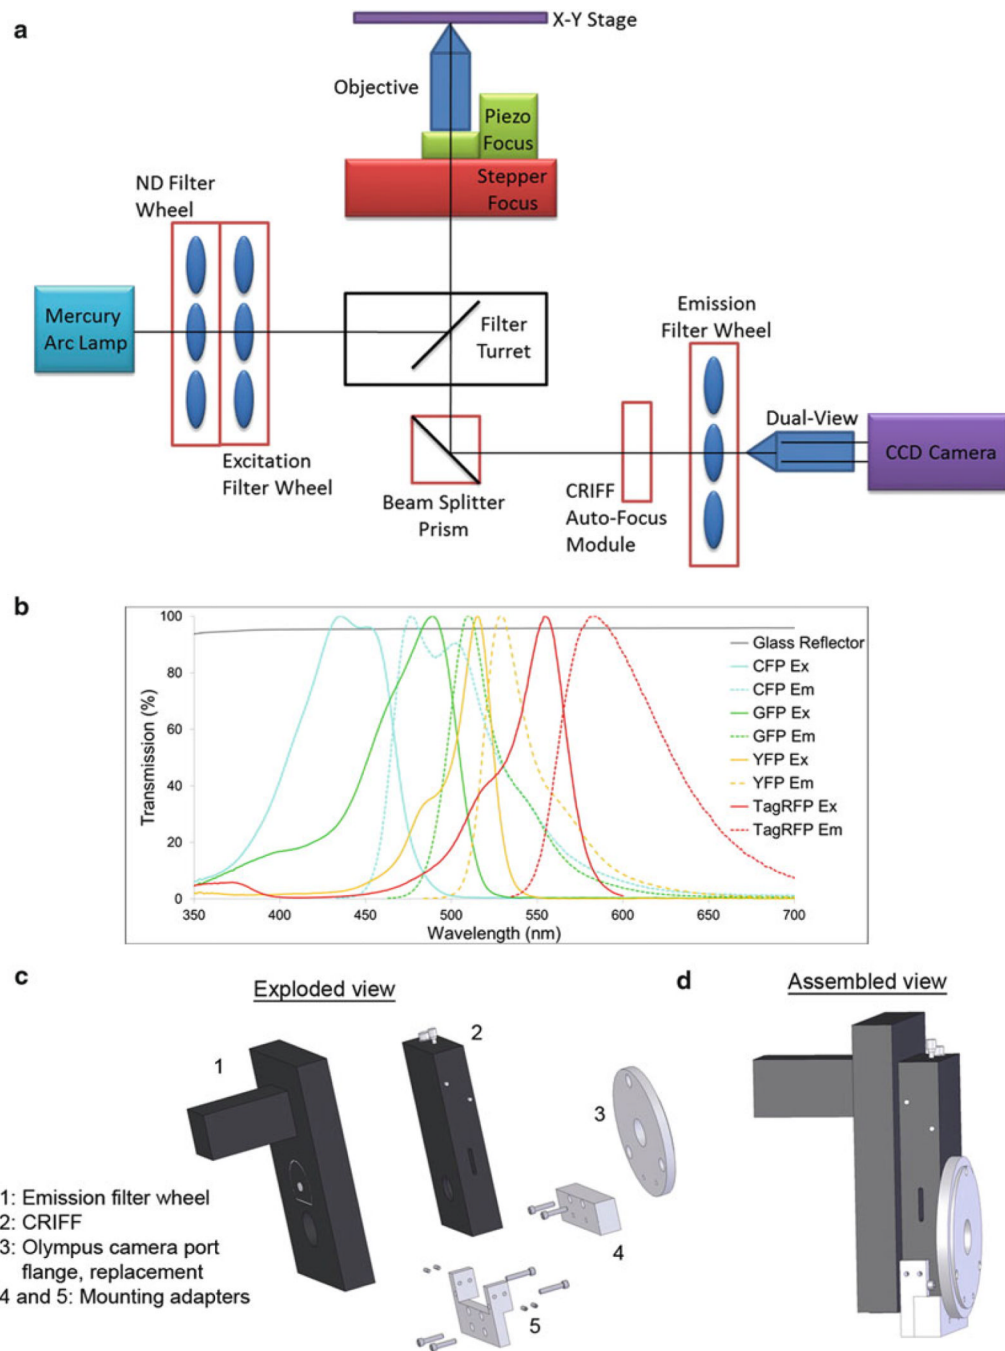 a
X-Y Stage
Objective
Piezo
Focus
Stepper
Focus
ND Filter
Wheel
Mercury
Arc Lamp
Filter
Turret
Emission
Filter Wheel
Dual-View
CCD Camera
Excitation
Filter Wheel
Beam Splitter
Prism
CRIFF
Auto-Focus
Module
b
100
80
60
40
20
0
Transmission (%)
350
400
450
500
550
600
650
700
Wavelength (nm)
Glass Reflector
CFP Ex
CFP Em
GFP Ex
GFP Em
YFP Ex
YFP Em
TagRFP Ex
TagRFP Em
c
Exploded view
1
2
3
4
5
1: Emission filter wheel
2: CRIFF
3: Olympus camera port
flange, replacement
4 and 5: Mounting adapters
d
Assembled view